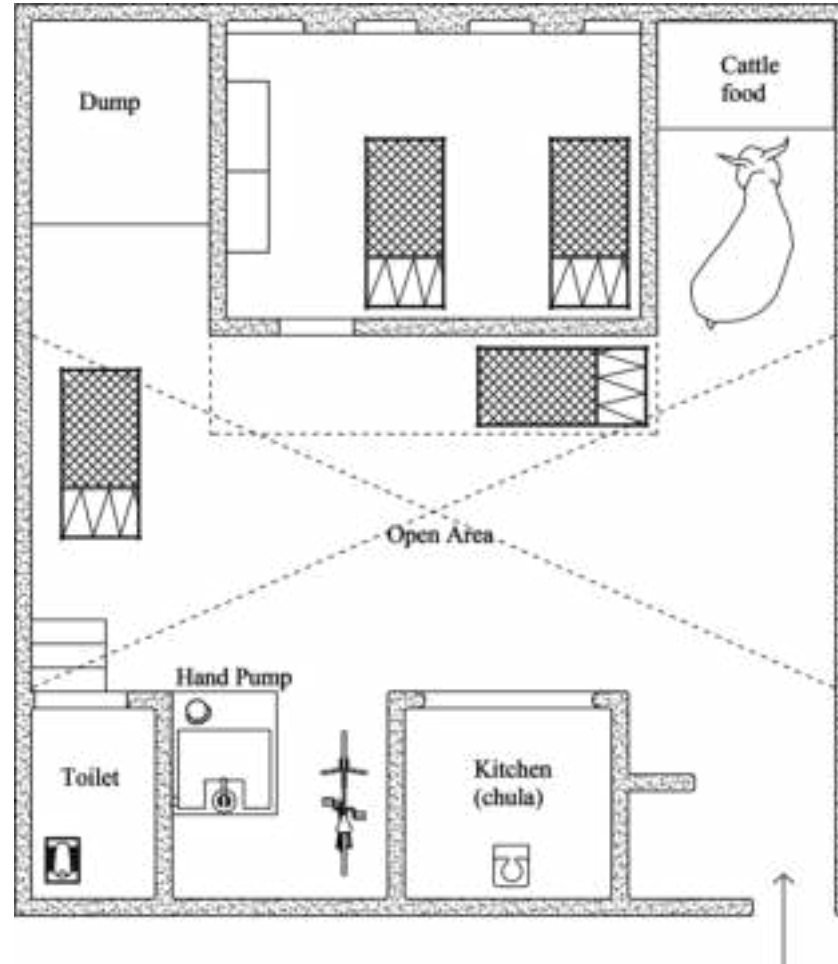 Dump
Cattle
food
Open Area
Hand Pump
Toilet
Kitchen
(chula)